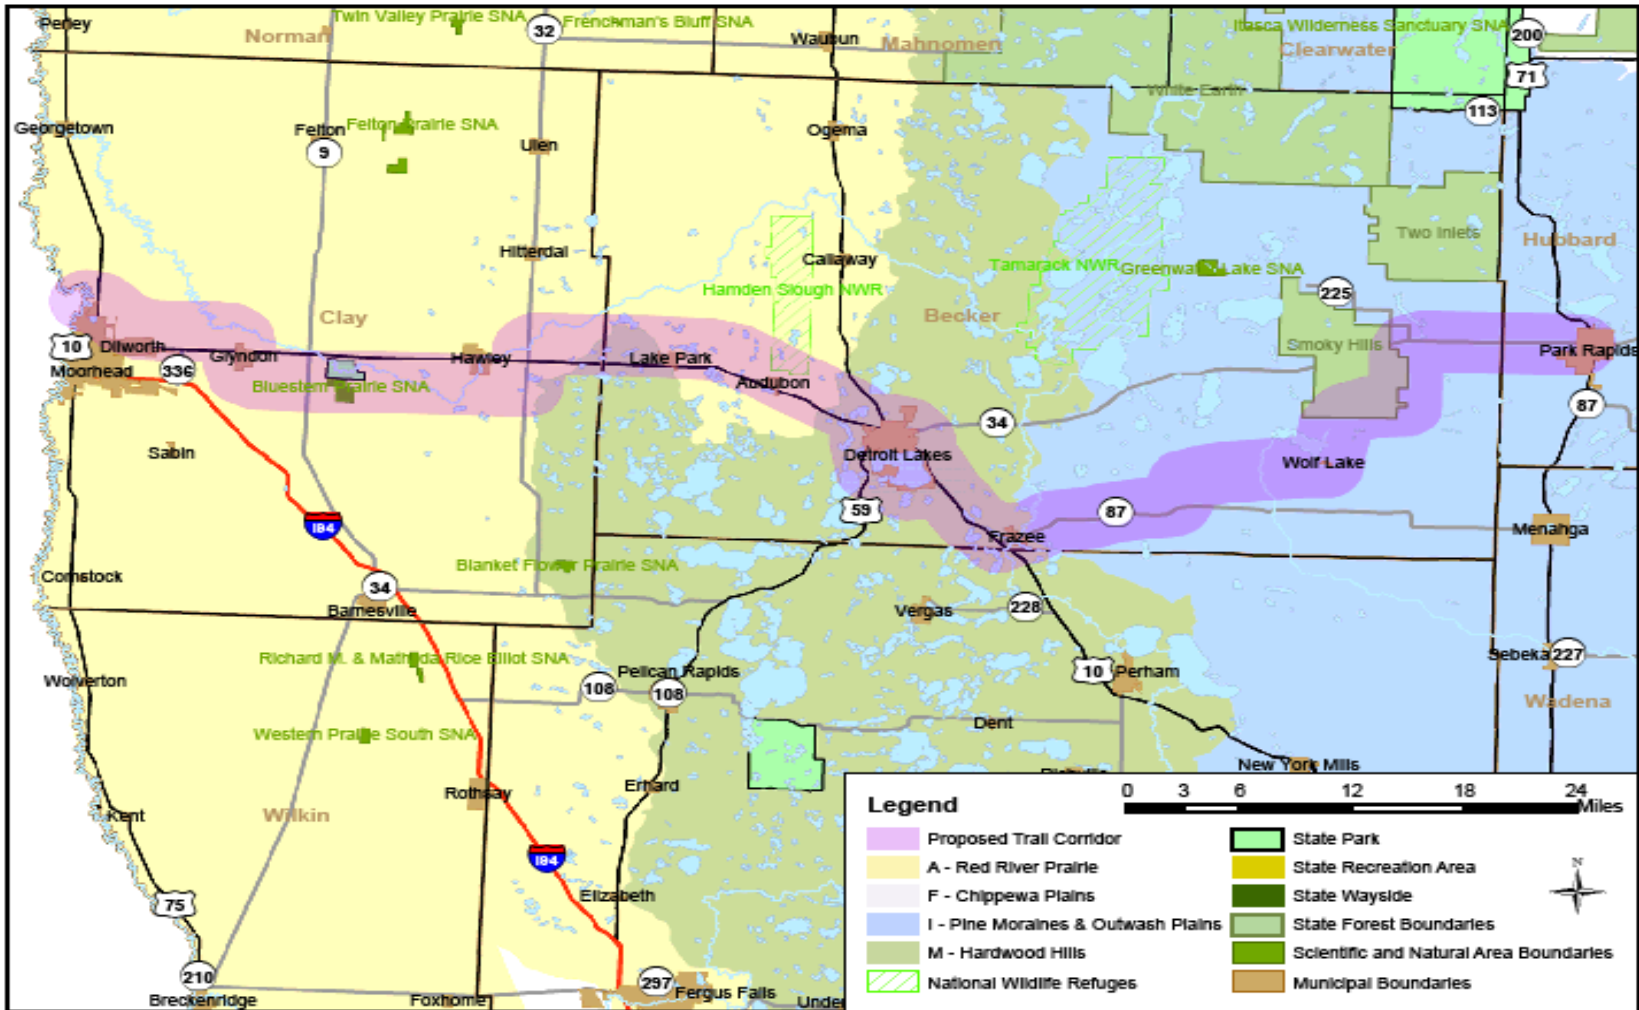 Perley
Norman
Twin Valley Prairie SNA
32
Frenchman's Bluff SNA
Waubun
Mahnomen
Itasca Wilderness Sanctuary SNA
Clearwater
200
71
White Earth
113
Georgetown
Felton
Felton Prairie SNA
9
Ulen
Ogema
Hitterdal
Callaway
Hamden Slough NWR
Tamarack NWR
Greenwater Lake SNA
Two Inlets
Hubbard
225
Clay
Becker
10
Dilworth
Moorhead
336
Glyndon
Bluestem Prairie SNA
Hawley
Lake Park
Audubon
Smoky Hills
Park Rapids
87
Sabin
Detroit Lakes
34
Wolf Lake
I94
59
87
Frazee
Menahga
Comstock
34
Barnesville
Blanket Flower Prairie SNA
Vergas
228
Richard M. & Mathilda Rice Elliot SNA
Wolverton
Pelican Rapids
108
108
10
Perham
Sebeka
227
Wadena
Western Prairie South SNA
Dent
New York Mills
Rothsay
Erhard
Kent
Wilkin
I94
Elizabeth
75
210
Breckenridge
Foxhome
297
Fergus Falls
Under
Legend
0 3 6 12 18 24
Miles
Proposed Trail Corridor
A - Red River Prairie
F - Chippewa Plains
I - Pine Moraines & Outwash Plains
M - Hardwood Hills
National Wildlife Refuges
State Park
State Recreation Area
State Wayside
State Forest Boundaries
Scientific and Natural Area Boundaries
Municipal Boundaries
N